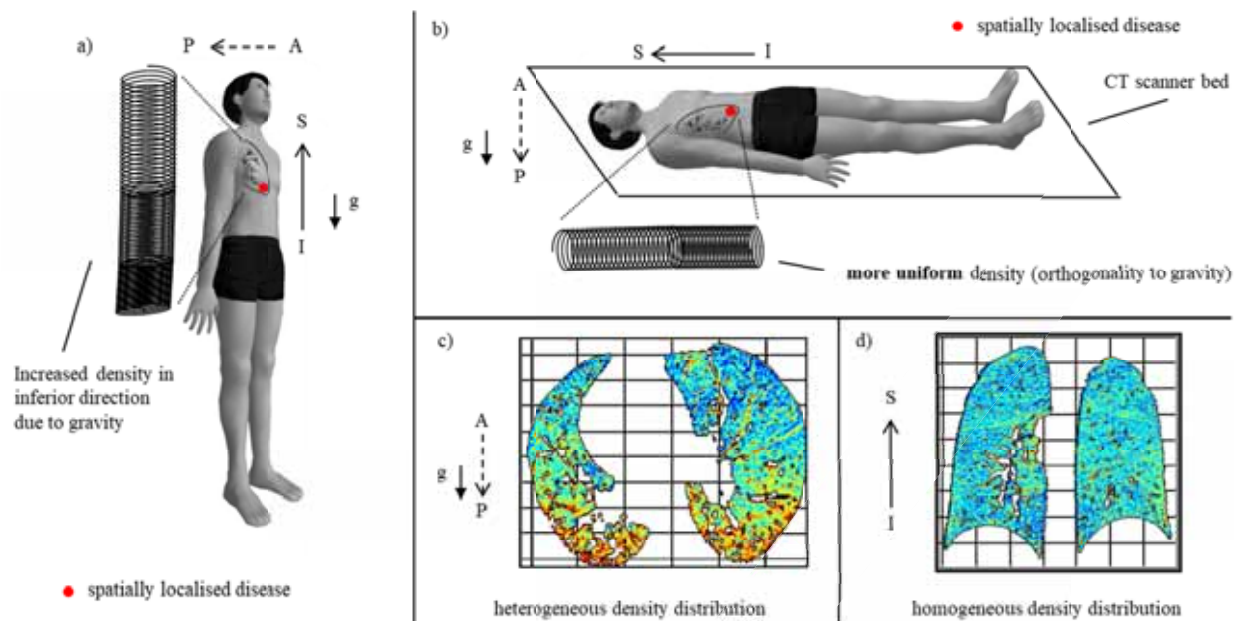 a)
P
A
S
g
I
Increased density in
inferior direction
due to gravity
spatially localised disease
b)
spatially localised disease
S
I
A
g
P
CT scanner bed
more uniform density (orthogonality to gravity)
c)
A
g
P
heterogeneous density distribution
d)
S
I
homogeneous density distribution